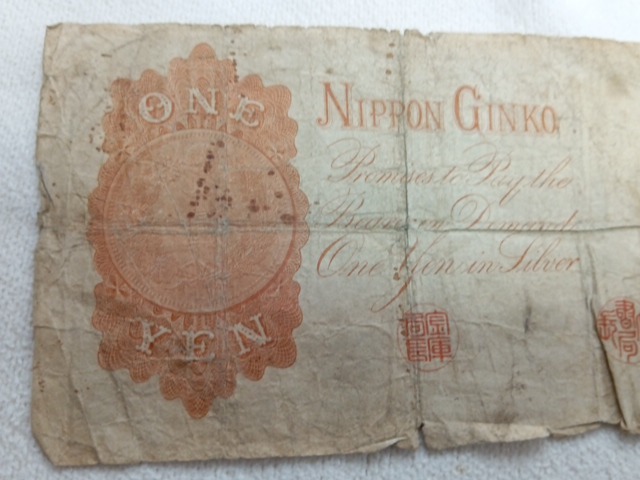 ONE
YEN
NIPPON GINKO
Promises to Pay the
Bearer on Demand
One Yen in Silver